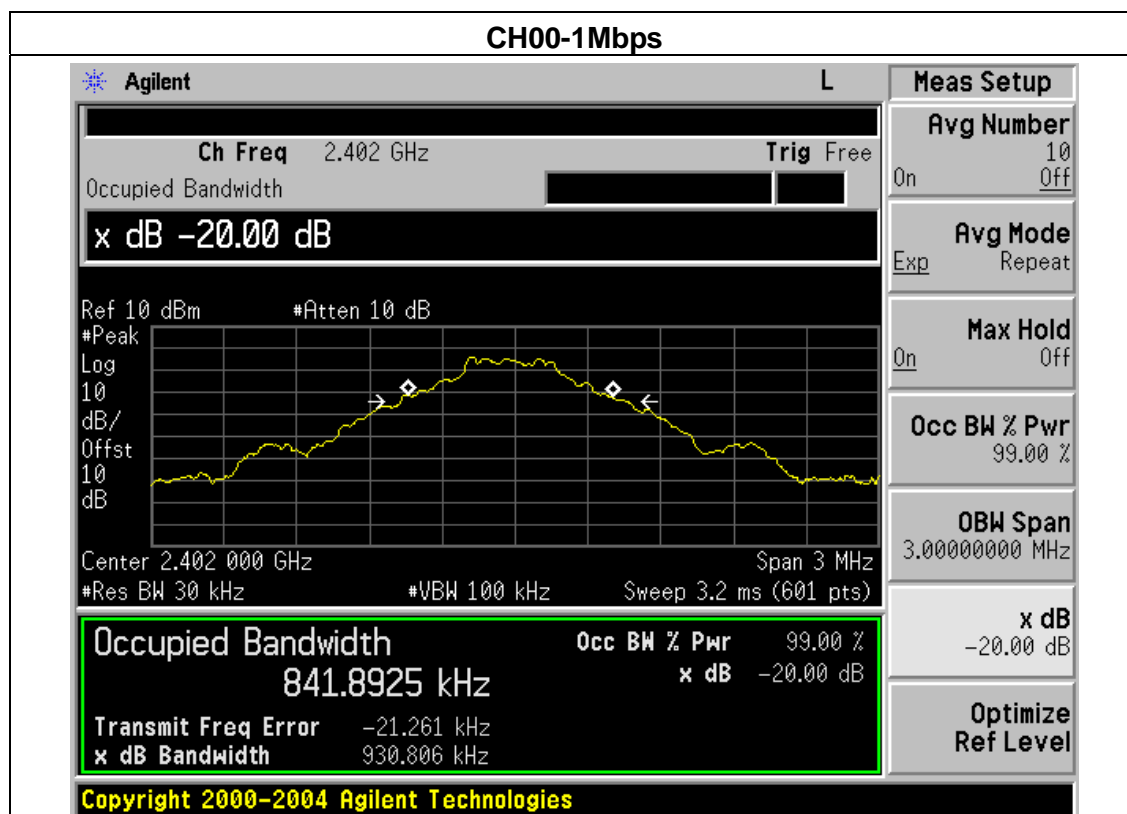 CH00-1Mbps
Agilent L
Ch Freq 2.402 GHz Trig Free
Occupied Bandwidth
x dB -20.00 dB
Ref 10 dBm #Atten 10 dB
#Peak
Log
10
dB/
Offst
10
dB
Center 2.402 000 GHz Span 3 MHz
#Res BW 30 kHz #VBW 100 kHz Sweep 3.2 ms (601 pts)
Occupied Bandwidth Occ BW % Pwr 99.00 %
841.8925 kHz x dB -20.00 dB
Transmit Freq Error -21.261 kHz
x dB Bandwidth 930.806 kHz
Copyright 2000-2004 Agilent Technologies
Meas Setup
Avg Number
10
On Off
Avg Mode
Exp Repeat
Max Hold
On Off
Occ BW % Pwr
99.00 %
OBW Span
3.00000000 MHz
x dB
-20.00 dB
Optimize
Ref Level